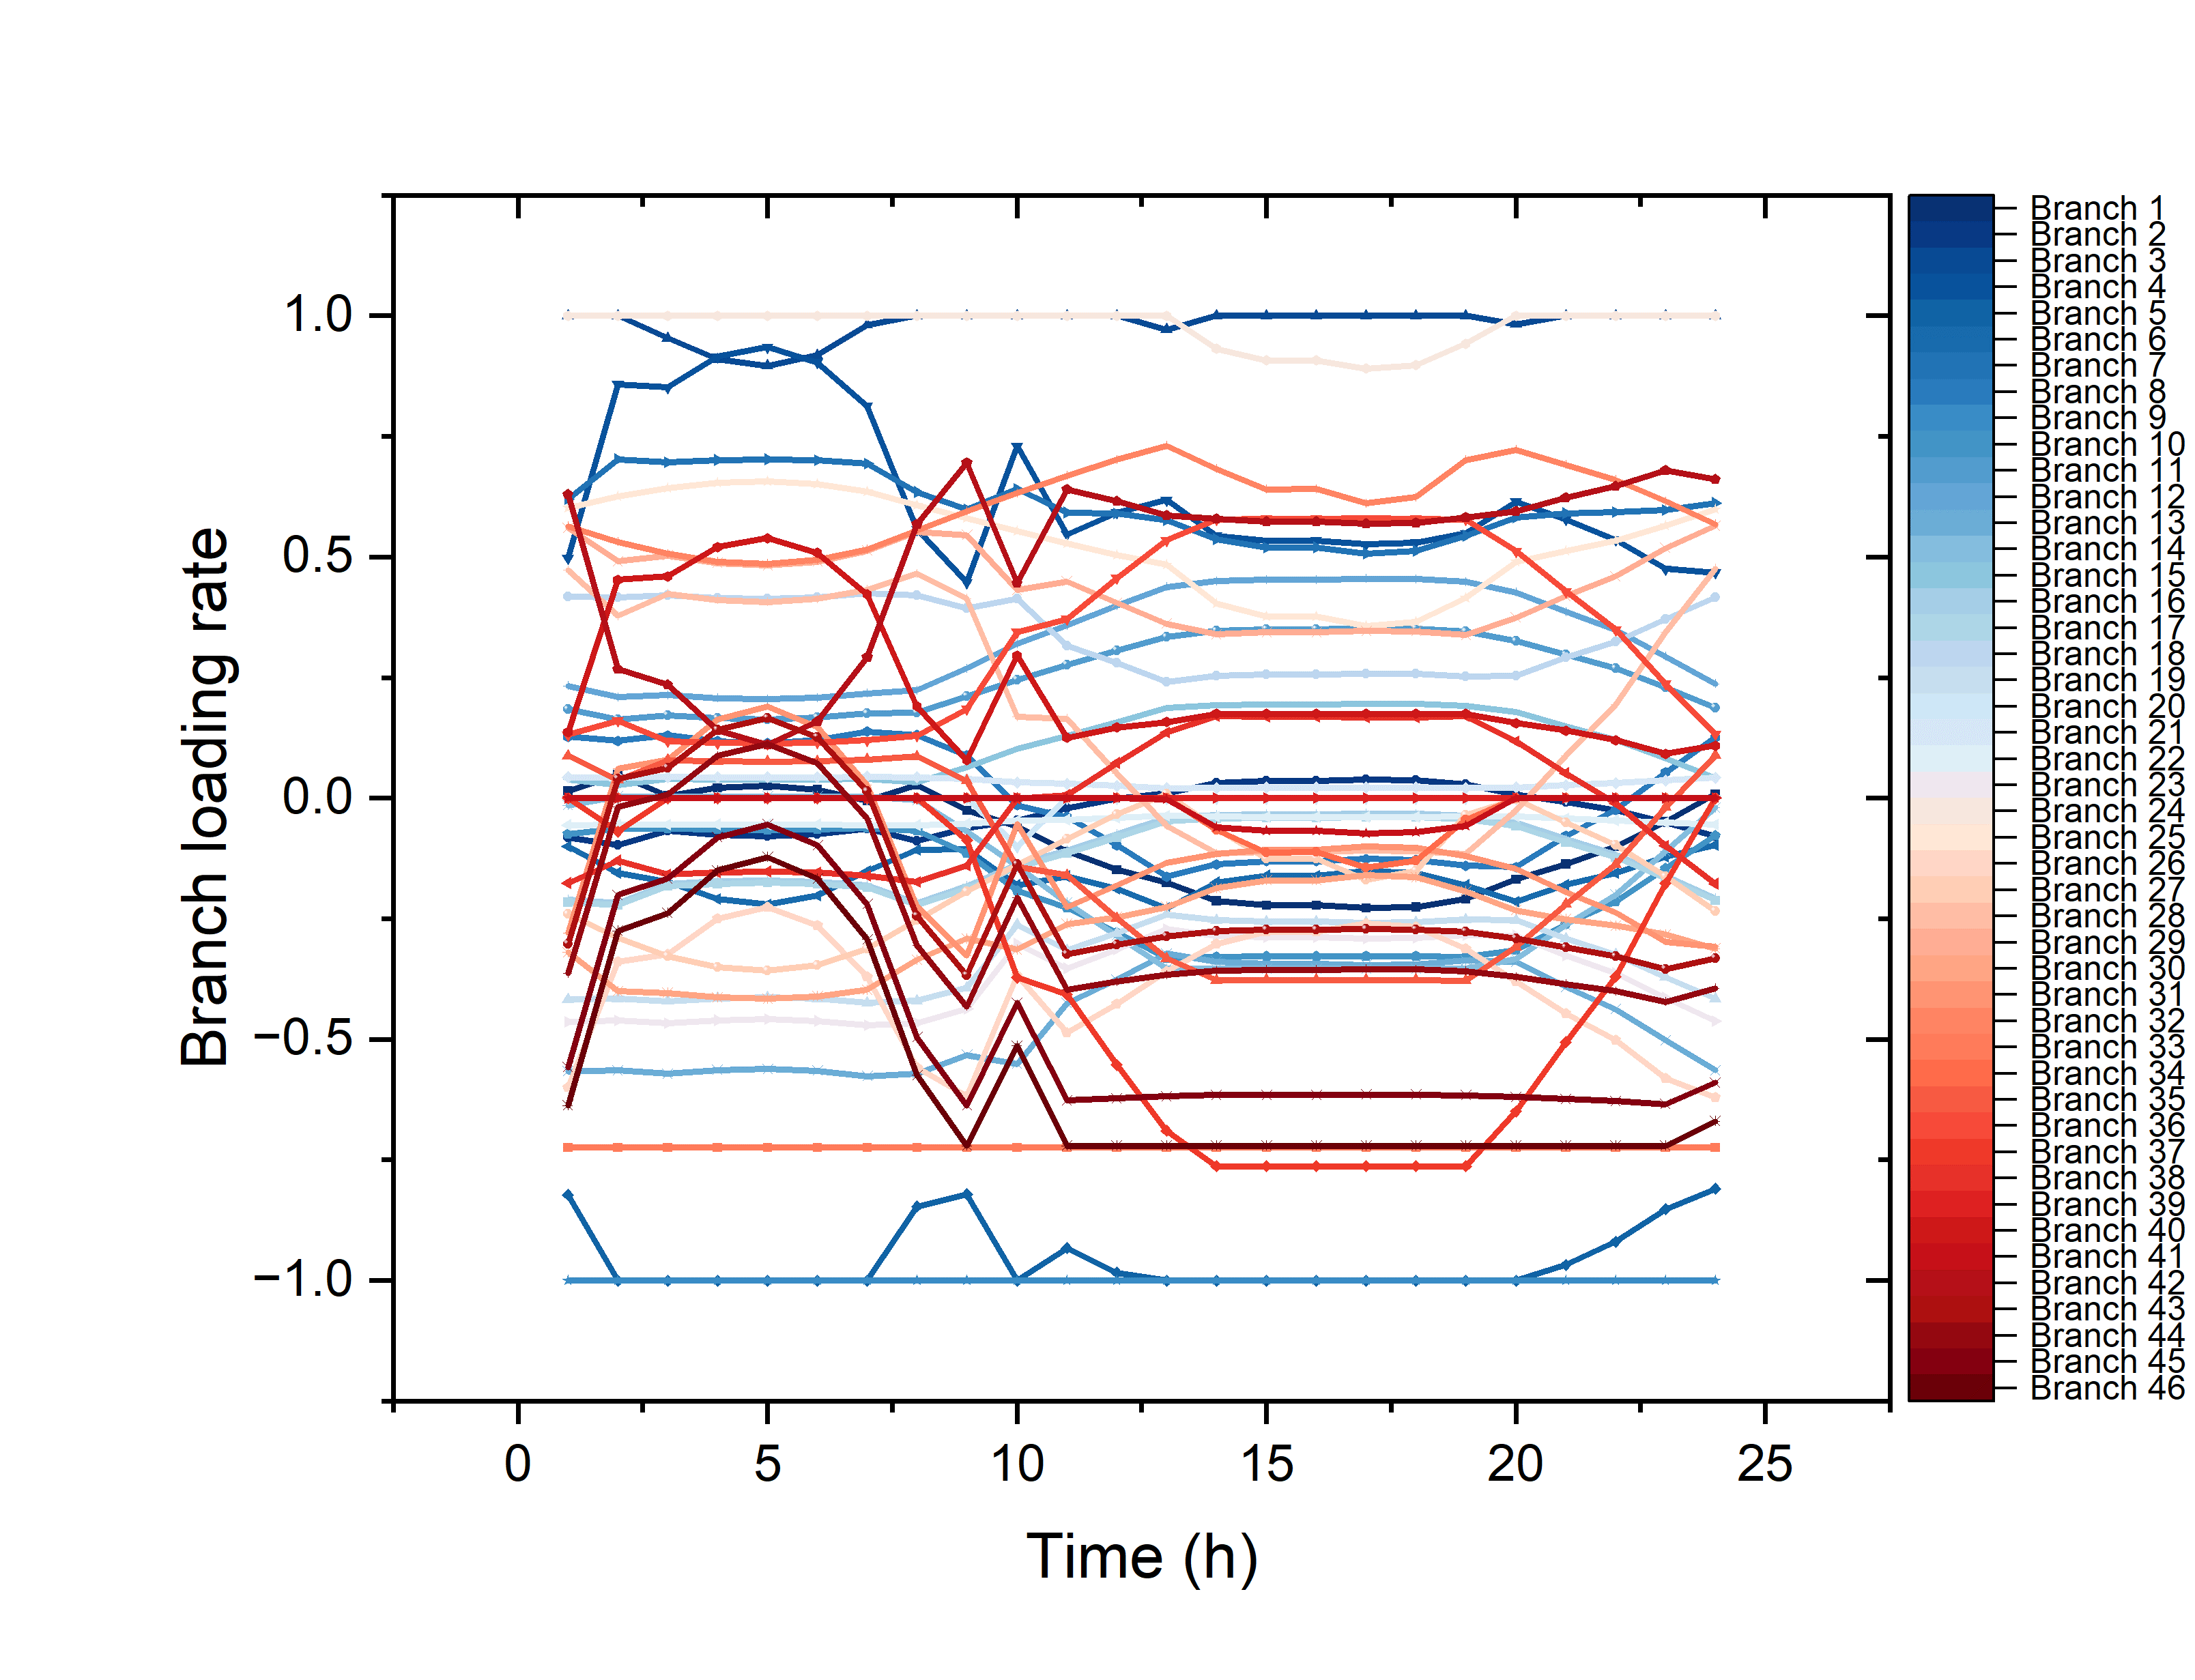 Branch loading rate
1.0
0.5
0.0
−0.5
−1.0
0
5
10
15
20
25
Time (h)
Branch 1
Branch 2
Branch 3
Branch 4
Branch 5
Branch 6
Branch 7
Branch 8
Branch 9
Branch 10
Branch 11
Branch 12
Branch 13
Branch 14
Branch 15
Branch 16
Branch 17
Branch 18
Branch 19
Branch 20
Branch 21
Branch 22
Branch 23
Branch 24
Branch 25
Branch 26
Branch 27
Branch 28
Branch 29
Branch 30
Branch 31
Branch 32
Branch 33
Branch 34
Branch 35
Branch 36
Branch 37
Branch 38
Branch 39
Branch 40
Branch 41
Branch 42
Branch 43
Branch 44
Branch 45
Branch 46